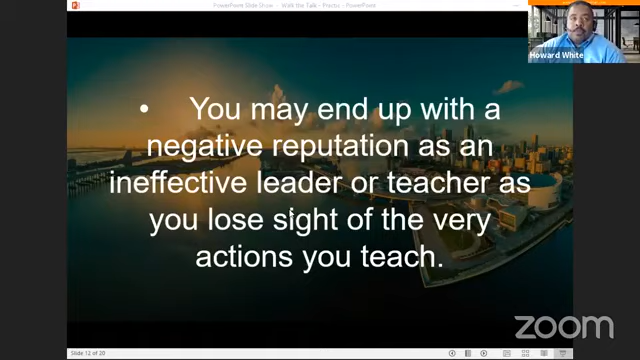 PowerPoint Slide Show - Walk the Talk - Practic - PowerPoint
Howard White
• You may end up with a
negative reputation as an
ineffective leader or teacher as
you lose sight of the very
actions you teach.
Slide 12 of 20
zoom